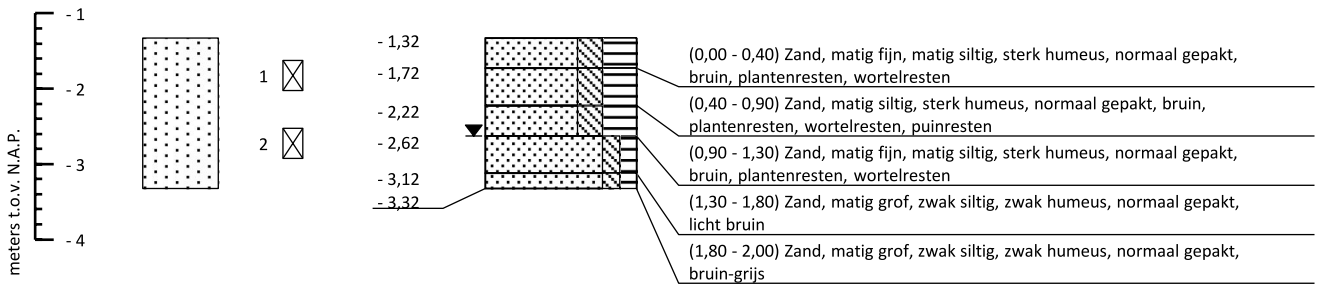 meters t.o.v. N.A.P.
- 1
- 2
- 3
- 4
1
2
- 1,32
- 1,72
- 2,22
- 2,62
- 3,12
- 3,32
(0,00 - 0,40) Zand, matig fijn, matig siltig, sterk humeus, normaal gepakt,
bruin, plantenresten, wortelresten
(0,40 - 0,90) Zand, matig siltig, sterk humeus, normaal gepakt, bruin,
plantenresten, wortelresten, puinresten
(0,90 - 1,30) Zand, matig fijn, matig siltig, sterk humeus, normaal gepakt,
bruin, plantenresten, wortelresten
(1,30 - 1,80) Zand, matig grof, zwak siltig, zwak humeus, normaal gepakt,
licht bruin
(1,80 - 2,00) Zand, matig grof, zwak siltig, zwak humeus, normaal gepakt,
bruin-grijs